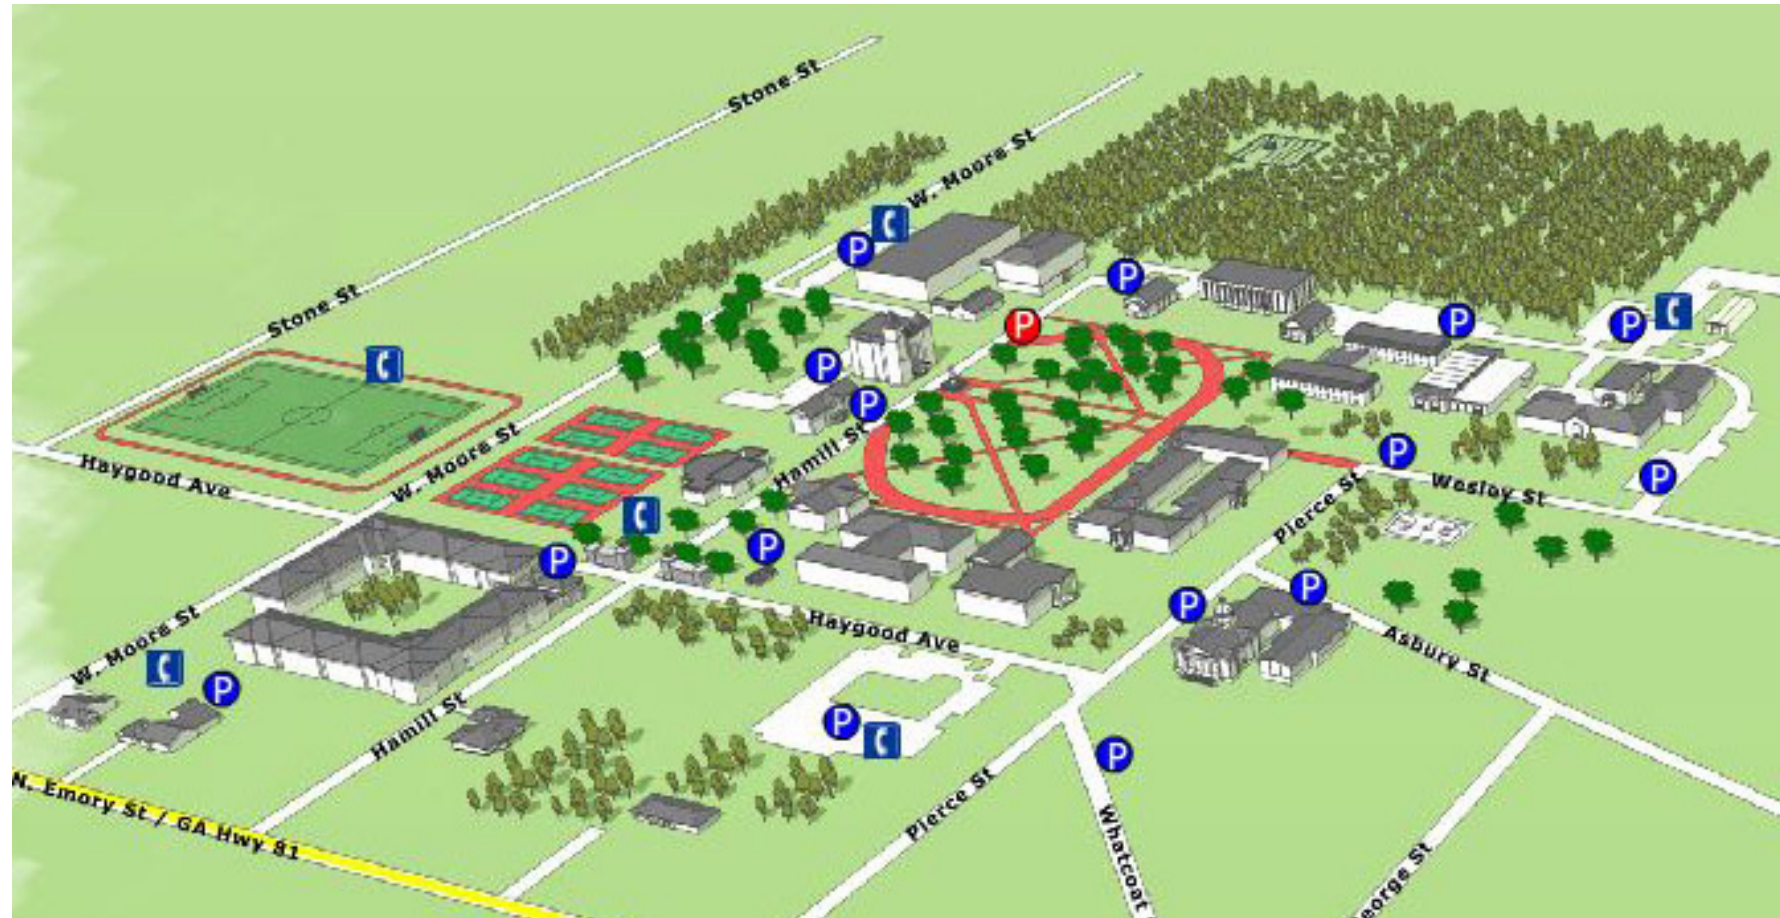 Stone St
W. Moore St
P
P
Stone St
P
P
P
P
P
Hamill St
W. Moore St
Haygood Ave
P
Wesley St
P
Pierce St
P
P
P
P
Haygood Ave
W. Moore St
Asbury St
P
Hamill St
P
P
N. Emory St / GA Hwy 81
Pierce St
Whatcoat
eorge St